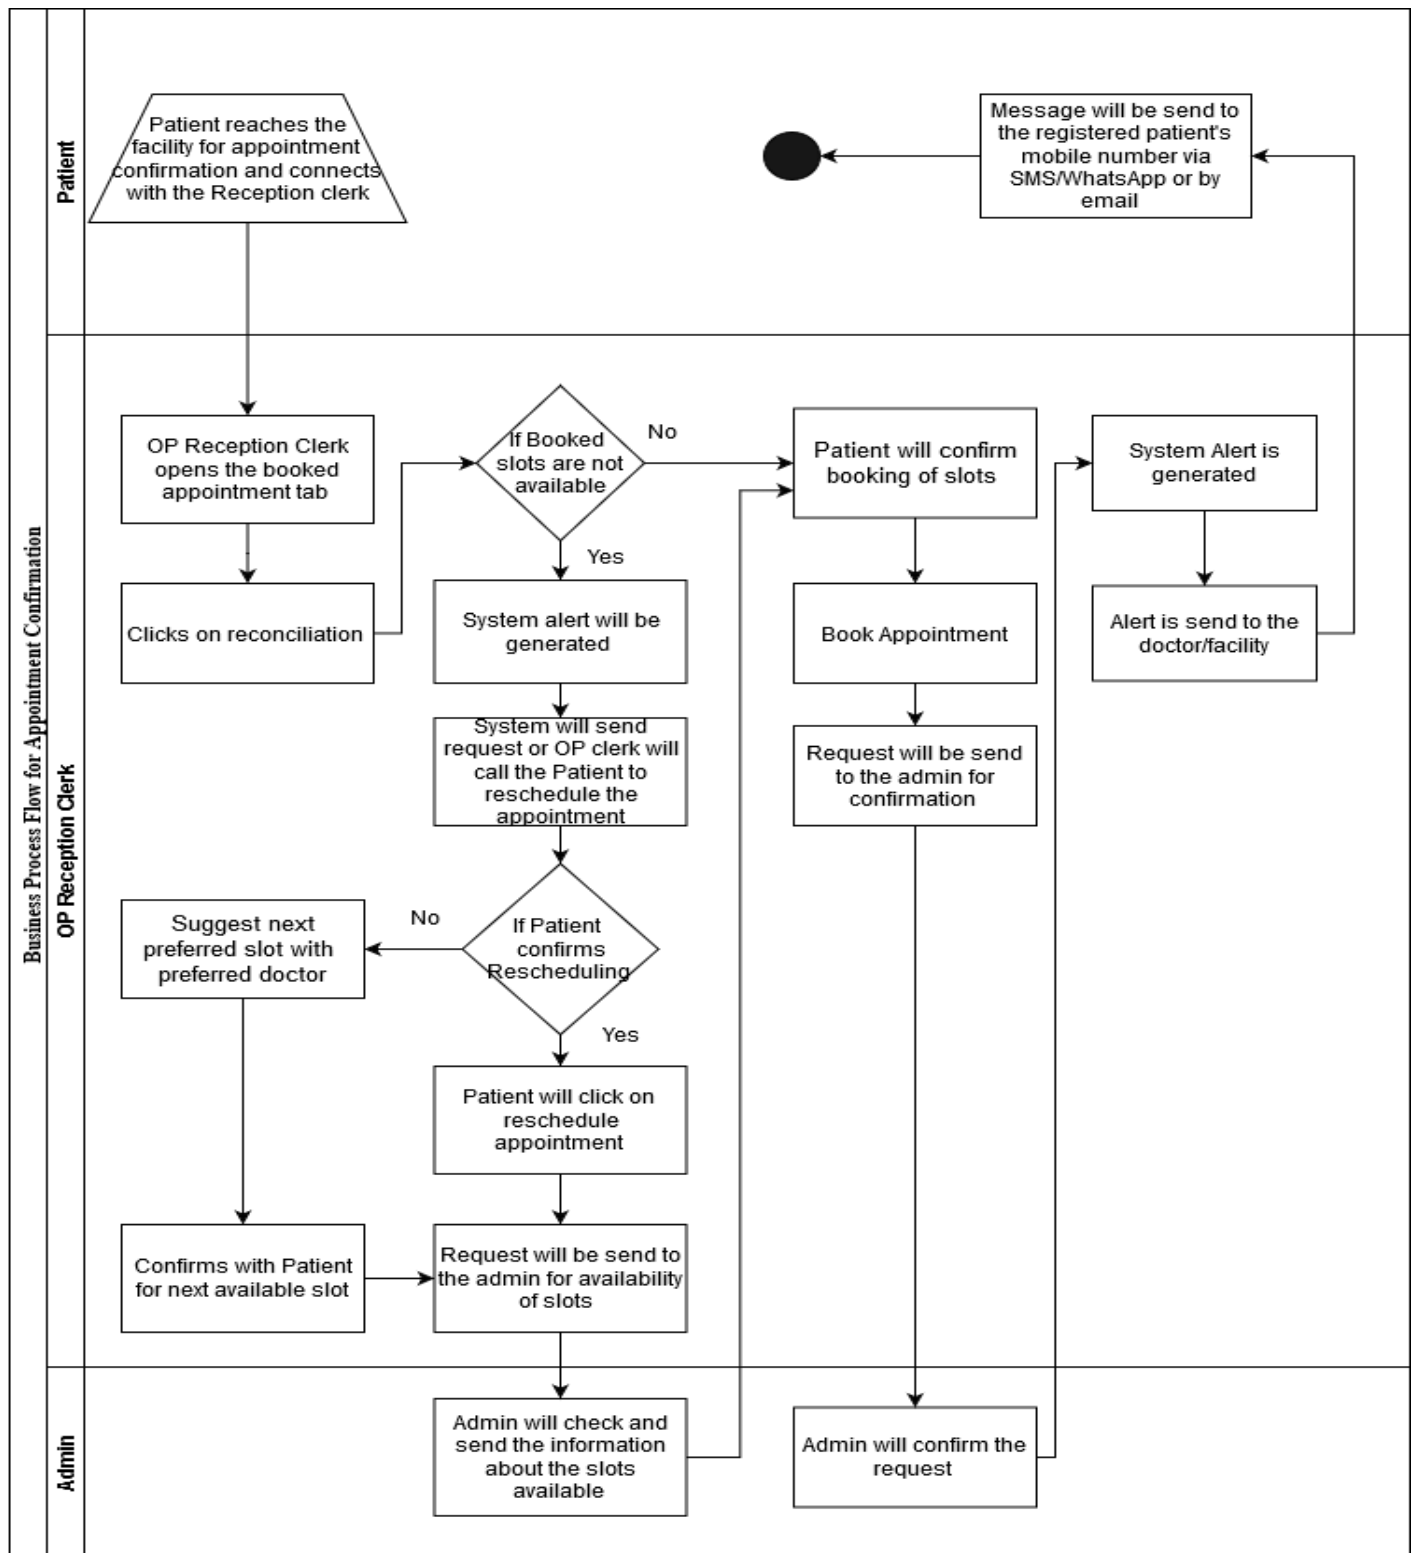 Business Process Flow for Appointment Confirmation
Patient
Patient reaches the
facility for appointment
confirmation and connects
with the Reception clerk
Message will be send to
the registered patient's
mobile number via
SMS/WhatsApp or by
email
OP Reception Clerk
OP Reception Clerk
opens the booked
appointment tab
If Booked
slots are not
available
No
Yes
Patient will confirm
booking of slots
System Alert is
generated
Clicks on reconciliation
System alert will be
generated
Book Appointment
Alert is send to the
doctor/facility
System will send
request or OP clerk will
call the Patient to
reschedule the
appointment
Request will be send
to the admin for
confirmation
Suggest next
preferred slot with
preferred doctor
No
If Patient
confirms
Rescheduling
Yes
Patient will click on
reschedule
appointment
Confirms with Patient
for next available slot
Request will be send to
the admin for availability
of slots
Admin
Admin will check and
send the information
about the slots
available
Admin will confirm the
request